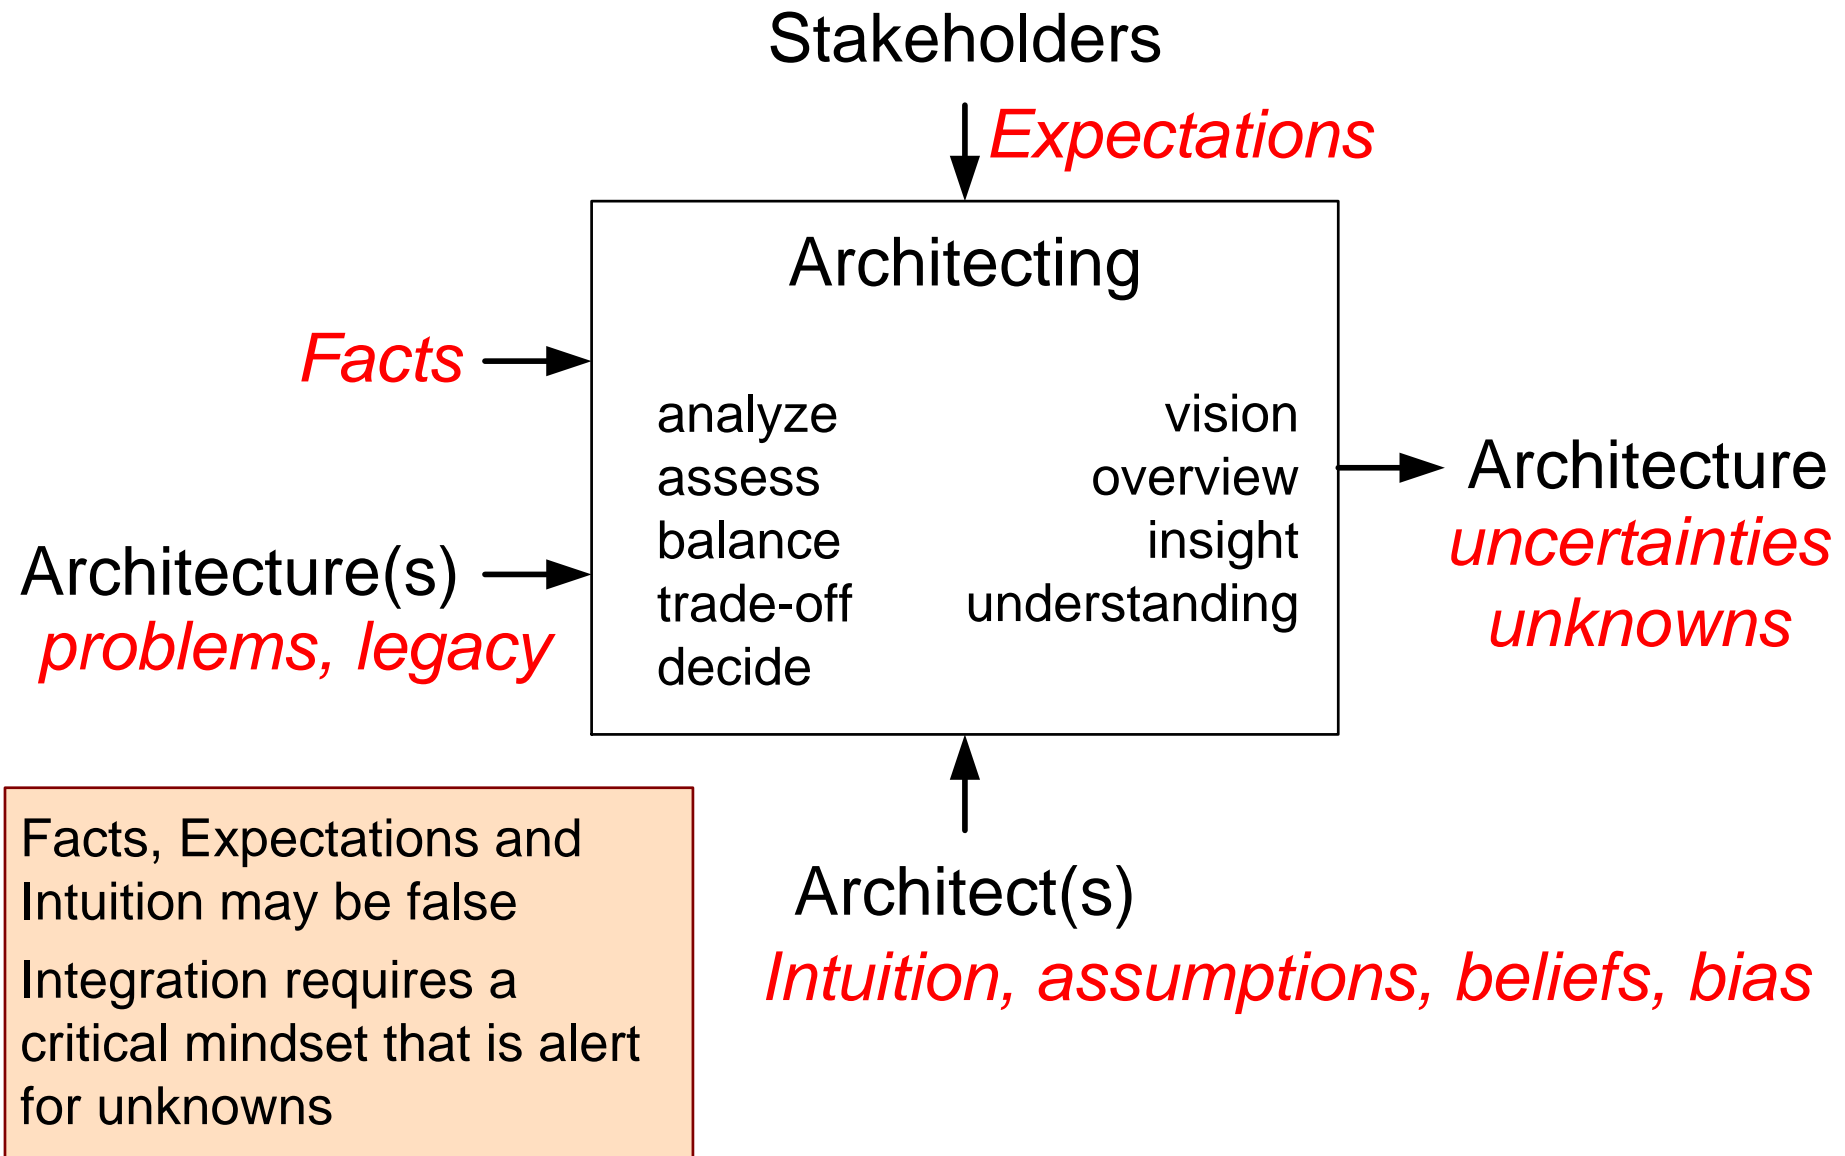 Stakeholders
Expectations
Architecting
Facts
analyze
assess
balance
trade-off
decide
vision
overview
insight
understanding
Architecture(s)
problems, legacy
Architecture
uncertainties
unknowns
Architect(s)
Intuition, assumptions, beliefs, bias
Facts, Expectations and
Intuition may be false
Integration requires a
critical mindset that is alert
for unknowns